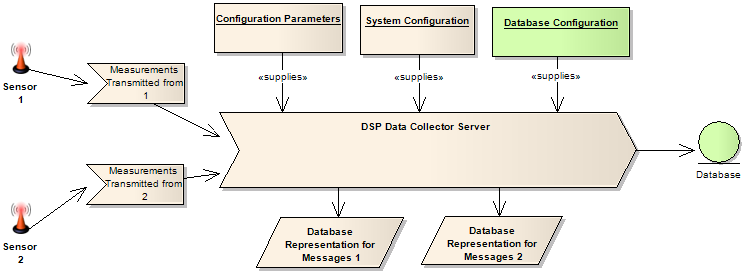 Configuration Parameters
System Configuration
Database Configuration
«supplies»
«supplies»
«supplies»
Sensor
1
Measurements
Transmitted from
1
DSP Data Collector Server
Database
Measurements
Transmitted from
2
Sensor
2
Database
Representation for
Messages 1
Database
Representation for
Messages 2